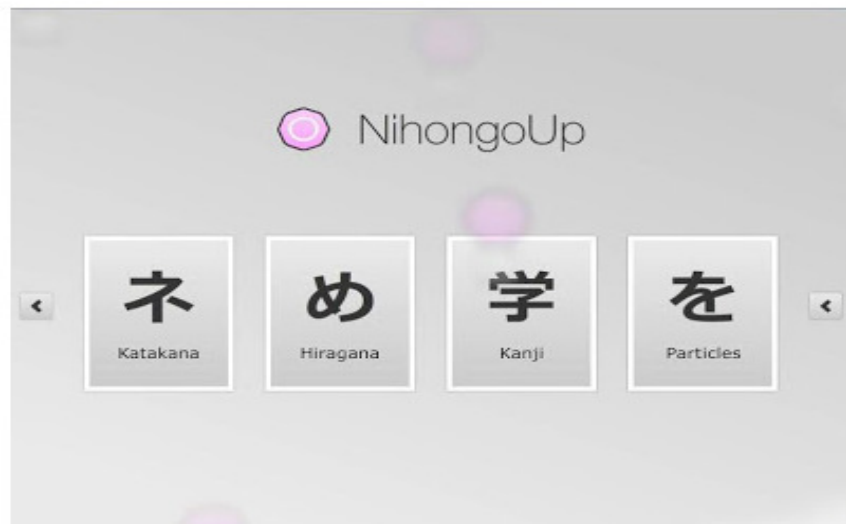 NihongoUp
ネ め 学 を
Katakana Hiragana Kanji Particles